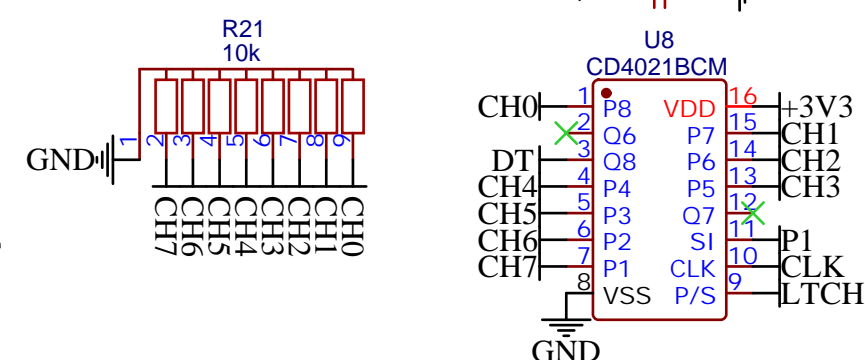 R21
10k
1
2
3
4
5
6
7
8
9
GND
CH7
CH6
CH5
CH4
CH3
CH2
CH1
CH0
U8
CD4021BCM
CH0 1 P8 VDD 16 +3V3
2 Q6 P7 15 CH1
DT 3 Q8 P6 14 CH2
CH4 4 P4 P5 13 CH3
CH5 5 P3 Q7 12
CH6 6 P2 SI 11 P1
CH7 7 P1 CLK 10 CLK
8 VSS P/S 9 LTCH
GND